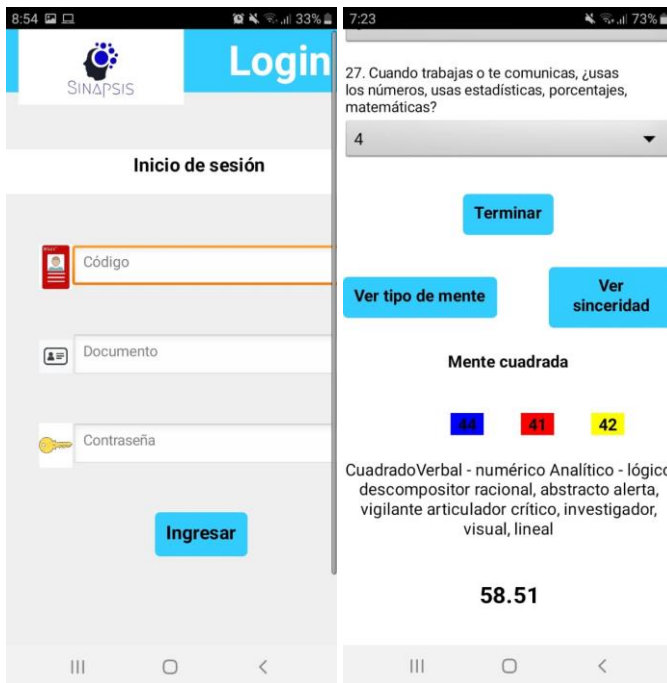 8:54
33%
SINAPSIS
Login
Inicio de sesión
Código
Documento
Contraseña
Ingresar
7:23
73%
27. Cuando trabajas o te comunicas, ¿usas
los números, usas estadísticas, porcentajes,
matemáticas?
4
Terminar
Ver tipo de mente
Ver
sinceridad
Mente cuadrada
44 41 42
CuadradoVerbal - numérico Analítico - lógico
descompositor racional, abstracto alerta,
vigilante articulador crítico, investigador,
visual, lineal
58.51